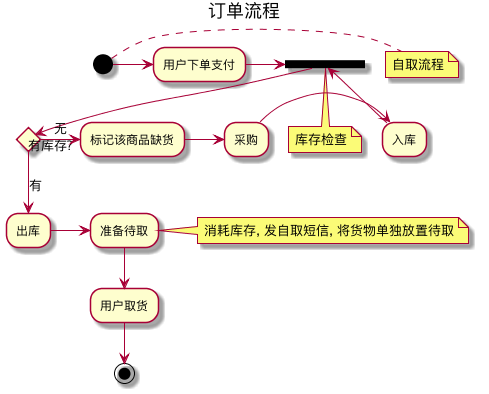 订单流程
用户下单支付
自取流程
无
有库存?
标记该商品缺货
采购
库存检查
入库
有
出库
准备待取
消耗库存, 发自取短信, 将货物单独放置待取
用户取货